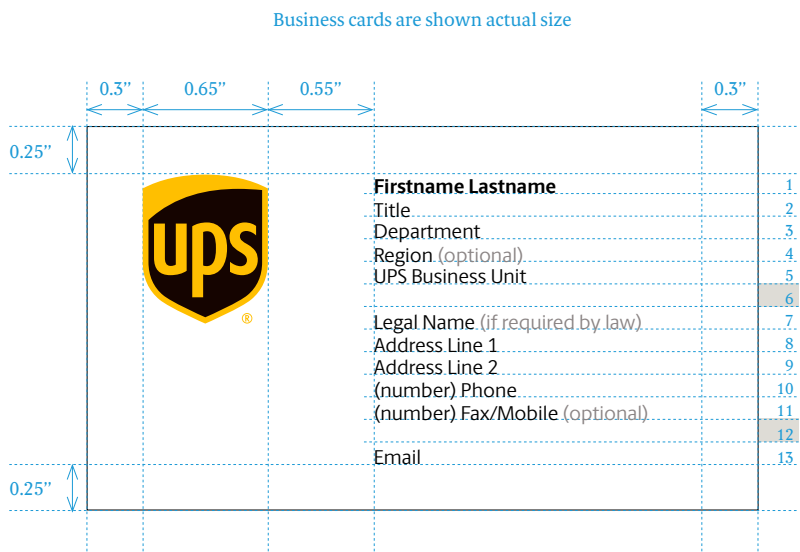 Business cards are shown actual size
0.3” 0.65” 0.55” 0.3”
0.25”
ups
®
Firstname Lastname 1
Title 2
Department 3
Region (optional) 4
UPS Business Unit 5
6
Legal Name (if required by law) 7
Address Line 1 8
Address Line 2 9
(number) Phone 10
(number) Fax/Mobile (optional) 11
12
Email 13
0.25”